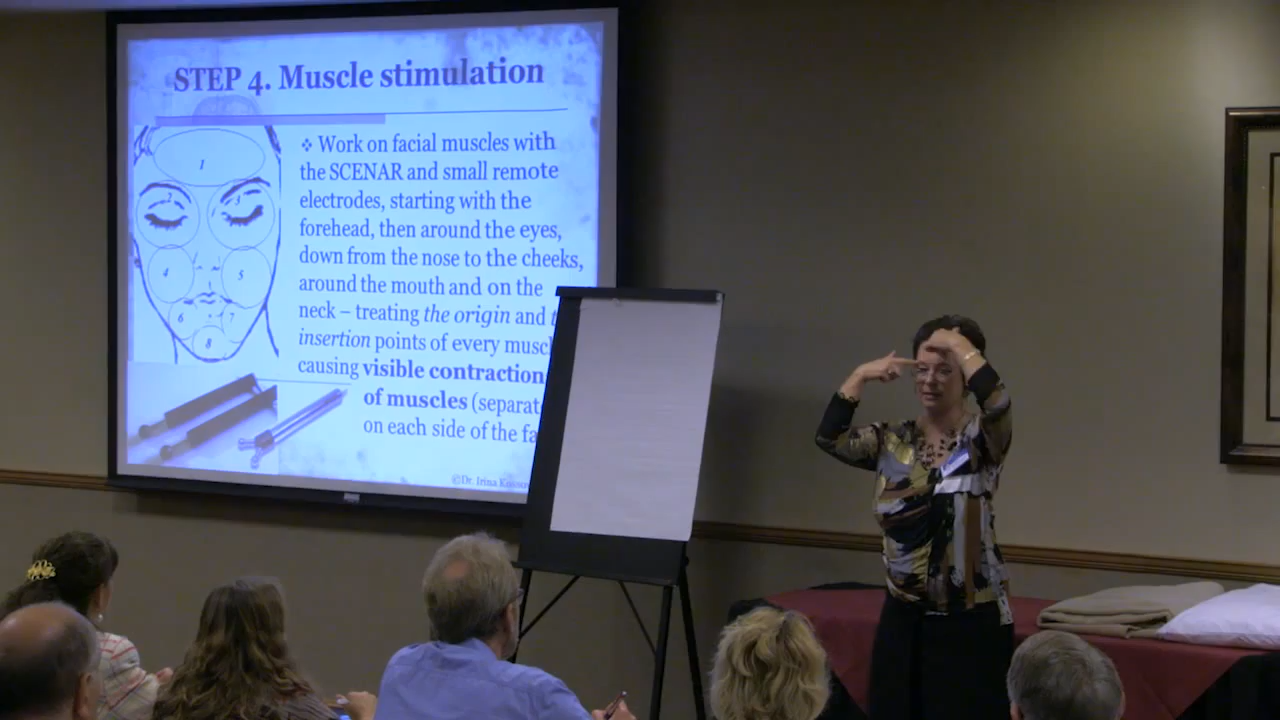 STEP 4. Muscle stimulation
❖ Work on facial muscles with
the SCENAR and small remote
electrodes, starting with the
forehead, then around the eyes,
down from the nose to the cheeks,
around the mouth and on the
neck – treating the origin and
insertion points of every muscl
causing visible contraction
of muscles (separat
on each side of the fa
©Dr. Irina
1
2
3
4
5
6
7
8